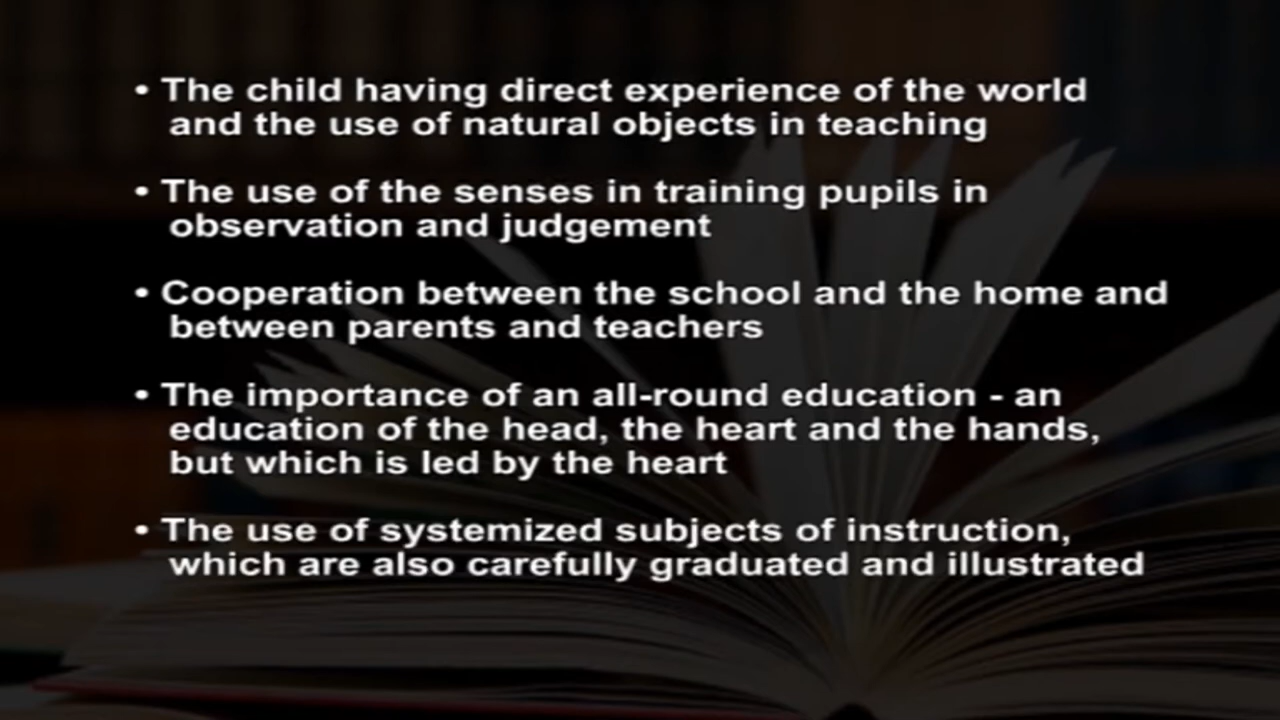 • The child having direct experience of the world
and the use of natural objects in teaching
• The use of the senses in training pupils in
observation and judgement
• Cooperation between the school and the home and
between parents and teachers
• The importance of an all-round education - an
education of the head, the heart and the hands,
but which is led by the heart
• The use of systemized subjects of instruction,
which are also carefully graduated and illustrated